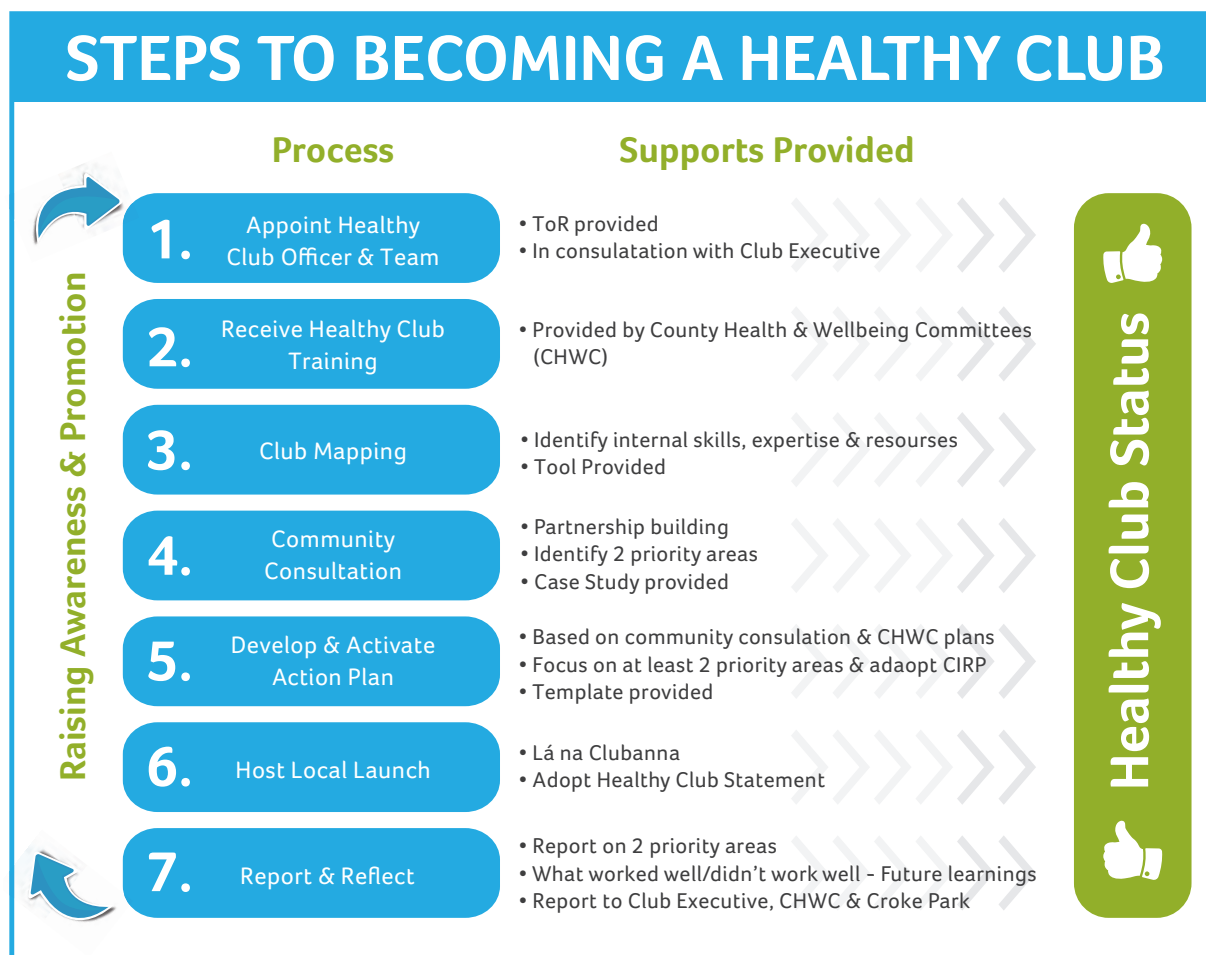 STEPS TO BECOMING A HEALTHY CLUB
Process
Supports Provided
Raising Awareness & Promotion
1.
Appoint Healthy
Club Officer & Team
• ToR provided
• In consulatation with Club Executive
2.
Receive Healthy Club
Training
• Provided by County Health & Wellbeing Committees
(CHWC)
3.
Club Mapping
• Identify internal skills, expertise & resourses
• Tool Provided
4.
Community
Consultation
• Partnership building
• Identify 2 priority areas
• Case Study provided
5.
Develop & Activate
Action Plan
• Based on community consulation & CHWC plans
• Focus on at least 2 priority areas & adaopt CIRP
• Template provided
6.
Host Local Launch
• Lá na Clubanna
• Adopt Healthy Club Statement
7.
Report & Reflect
• Report on 2 priority areas
• What worked well/didn’t work well - Future learnings
• Report to Club Executive, CHWC & Croke Park
Healthy Club Status